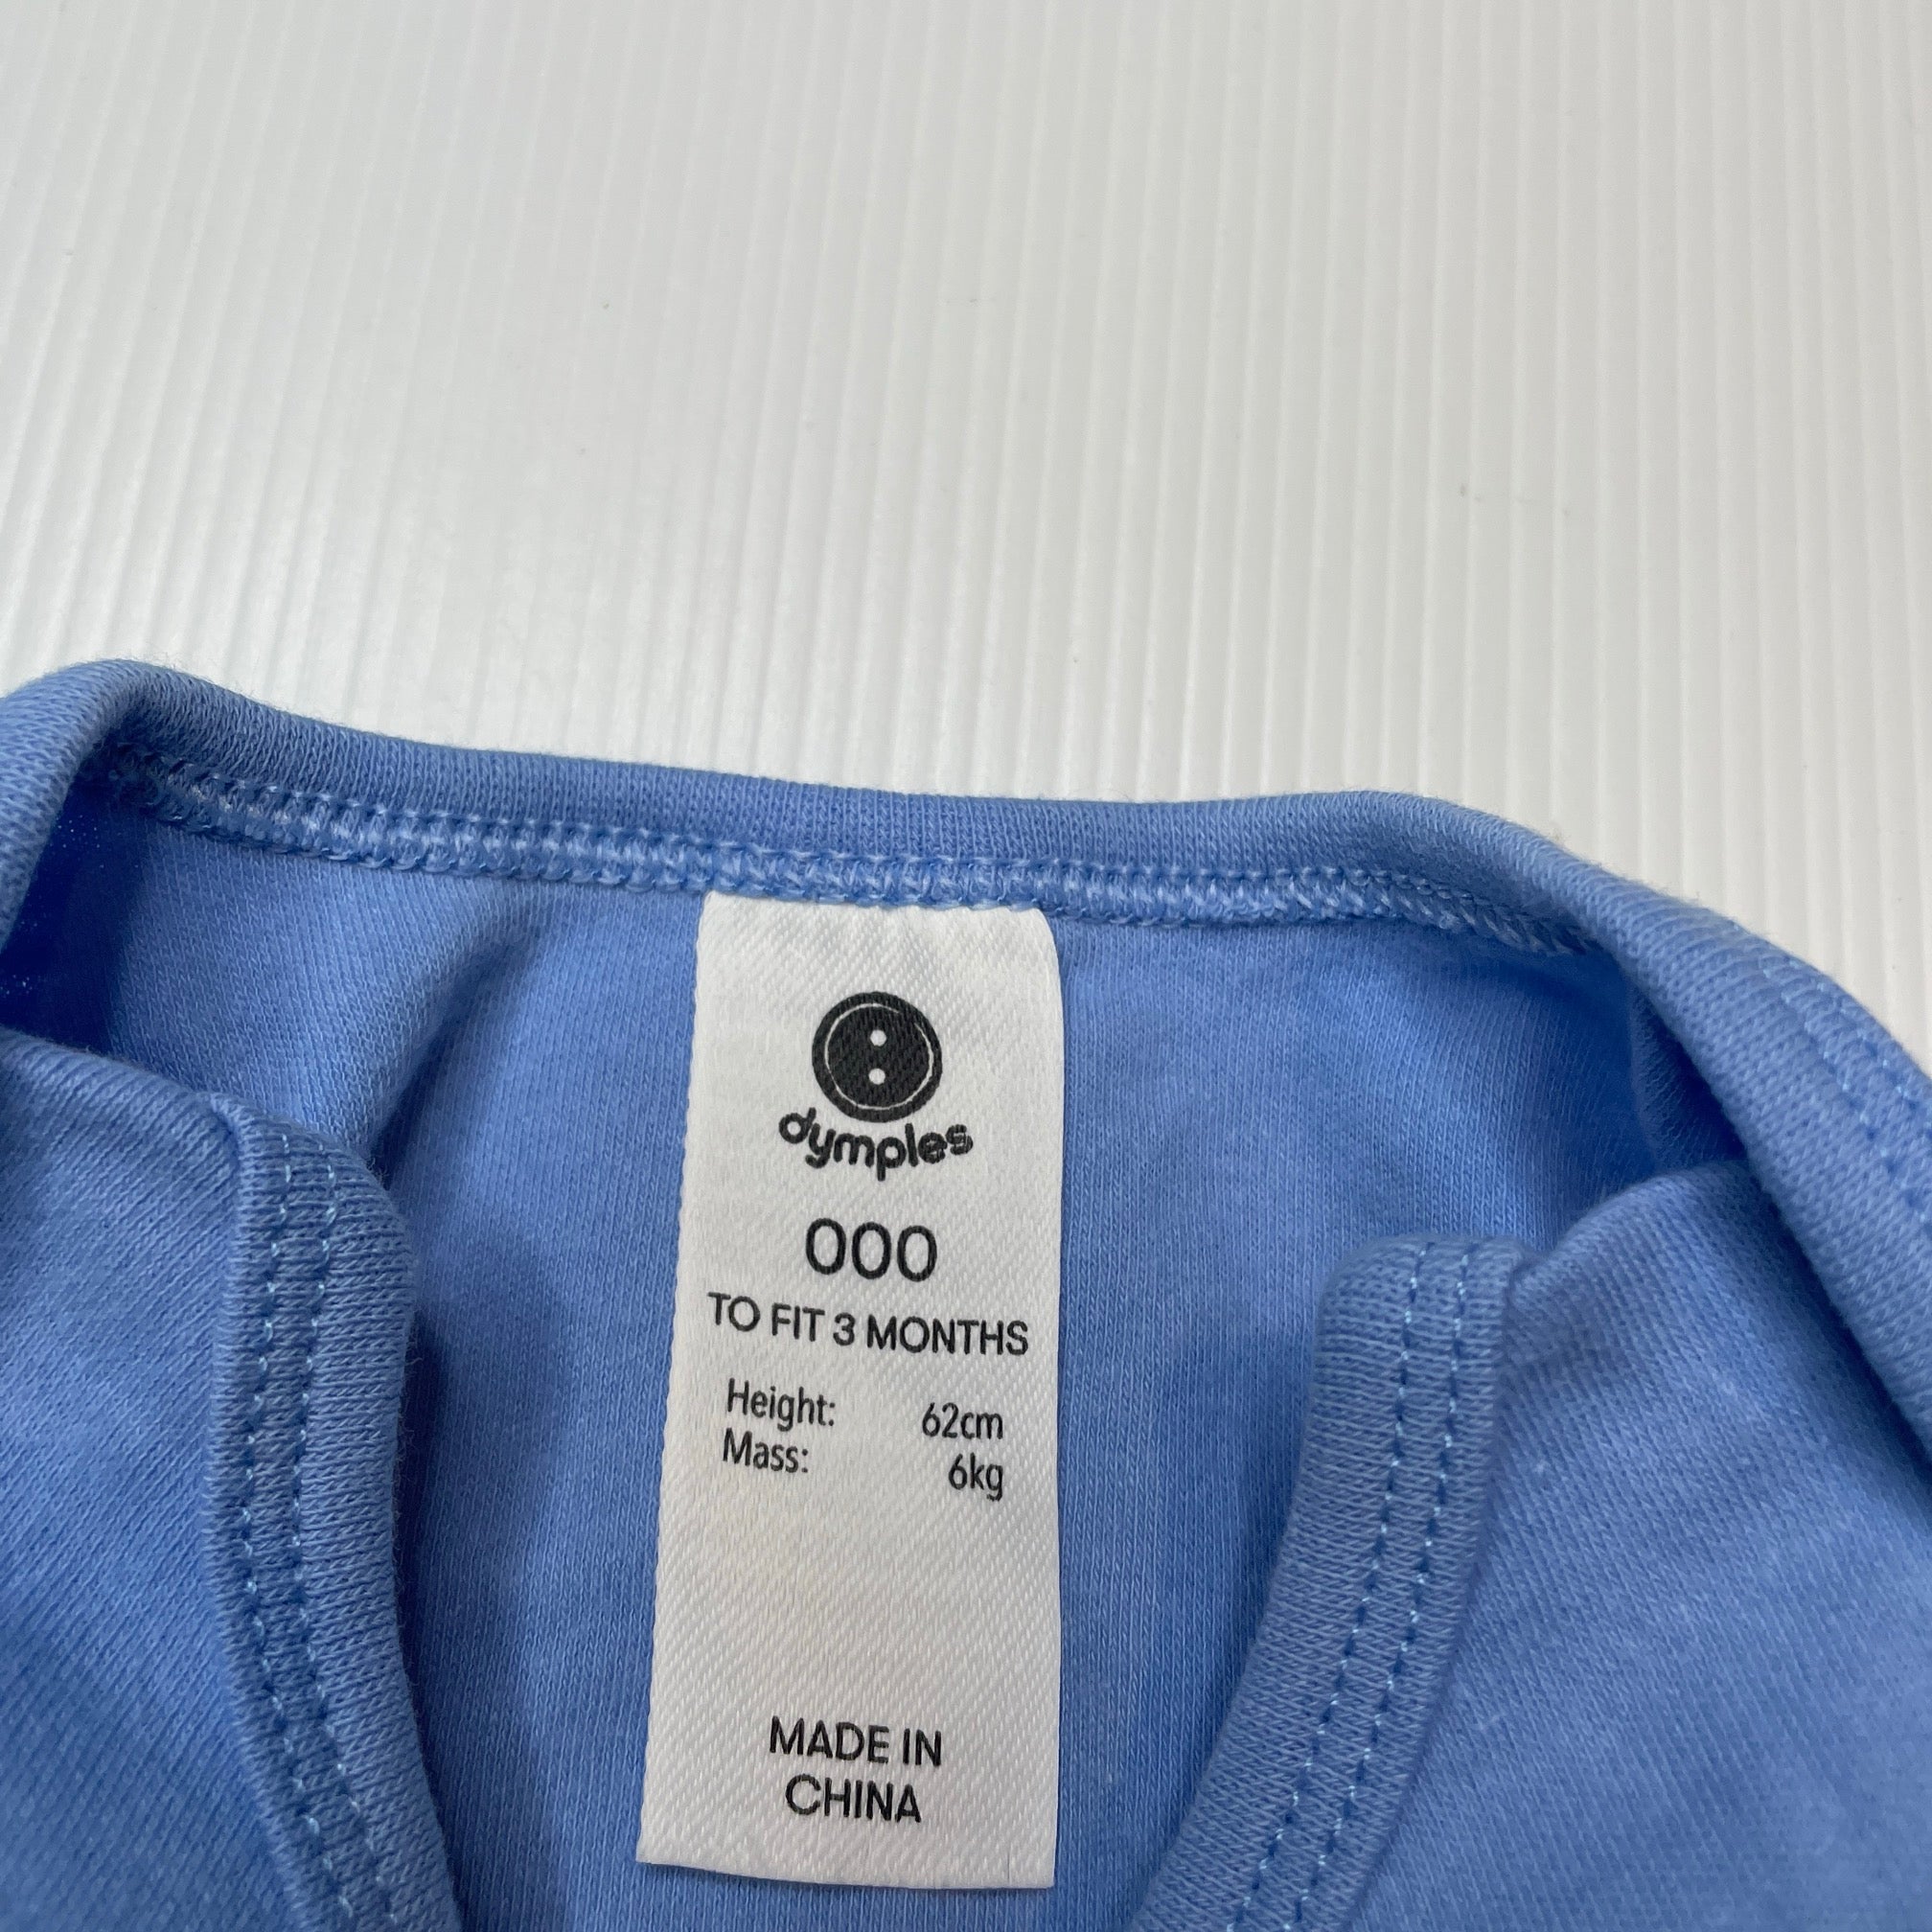 dymples
000
TO FIT 3 MONTHS
Height: 62cm
Mass: 6kg
MADE IN
CHINA